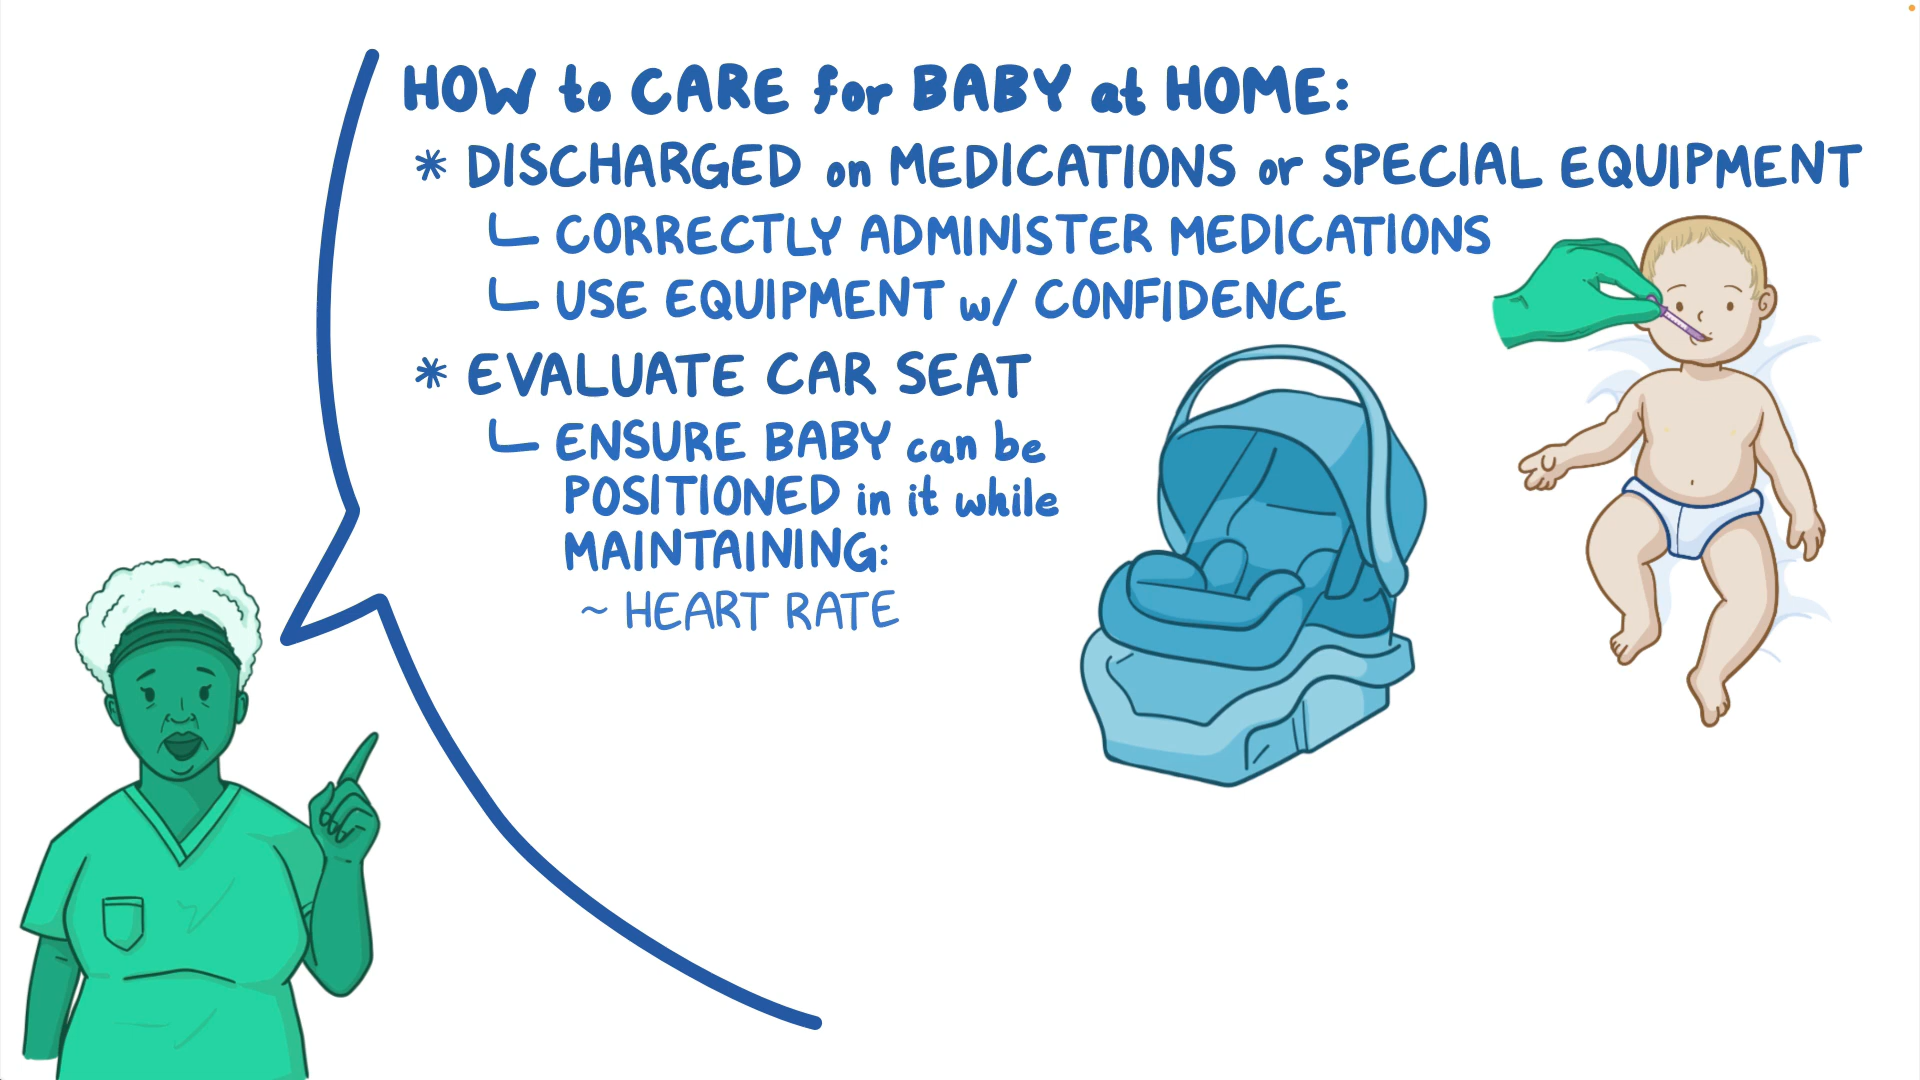 HOW to CARE for BABY at HOME:
* DISCHARGED on MEDICATIONS or SPECIAL EQUIPMENT
CORRECTLY ADMINISTER MEDICATIONS
USE EQUIPMENT w/ CONFIDENCE
* EVALUATE CAR SEAT
ENSURE BABY can be
POSITIONED in it while
MAINTAINING:
~ HEART RATE